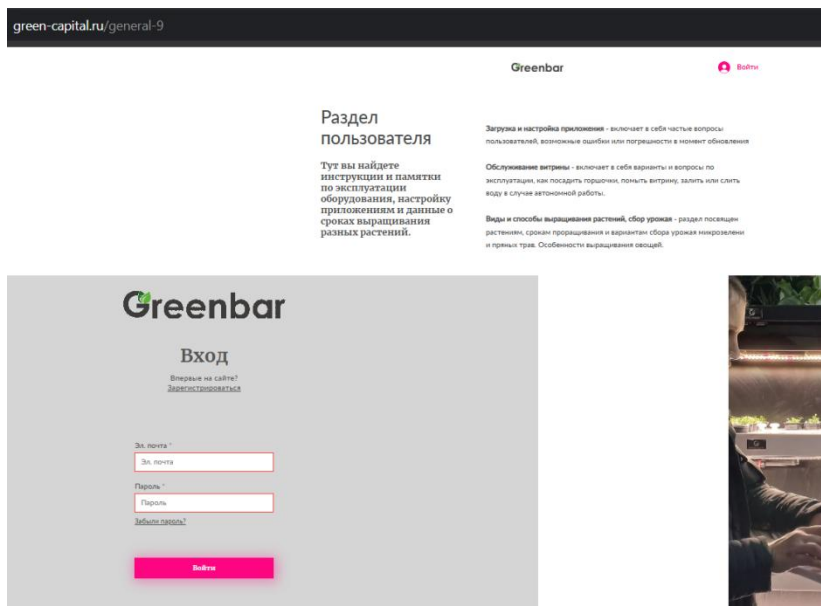 green-capital.ru/general-9
Greenbar
Войти
Раздел
пользователя
Тут вы найдете
инструкции и памятки
по эксплуатации
оборудования, настройку
приложениям и данные о
сроках выращивания
разных растений.
Загрузка и настройка приложения - включает в себя частые вопросы
пользователей, возможные ошибки или погрешности в момент обновления
Обслуживание витрины - включает в себя варианты и вопросы по
эксплуатации, как посадить горшочки, помыть витрину, залить или слить
воду в случае автономной работы.
Виды и способы выращивания растений, сбор урожая - раздел посвящен
растениям, срокам проращивания и вариантам сбора урожая микрозелени
и пряных трав. Особенности выращивания овощей.
Greenbar
Вход
Впервые на сайте?
Зарегистрироваться
Эл. почта *
Эл. почта
Пароль *
Пароль
Забыли пароль?
Войти